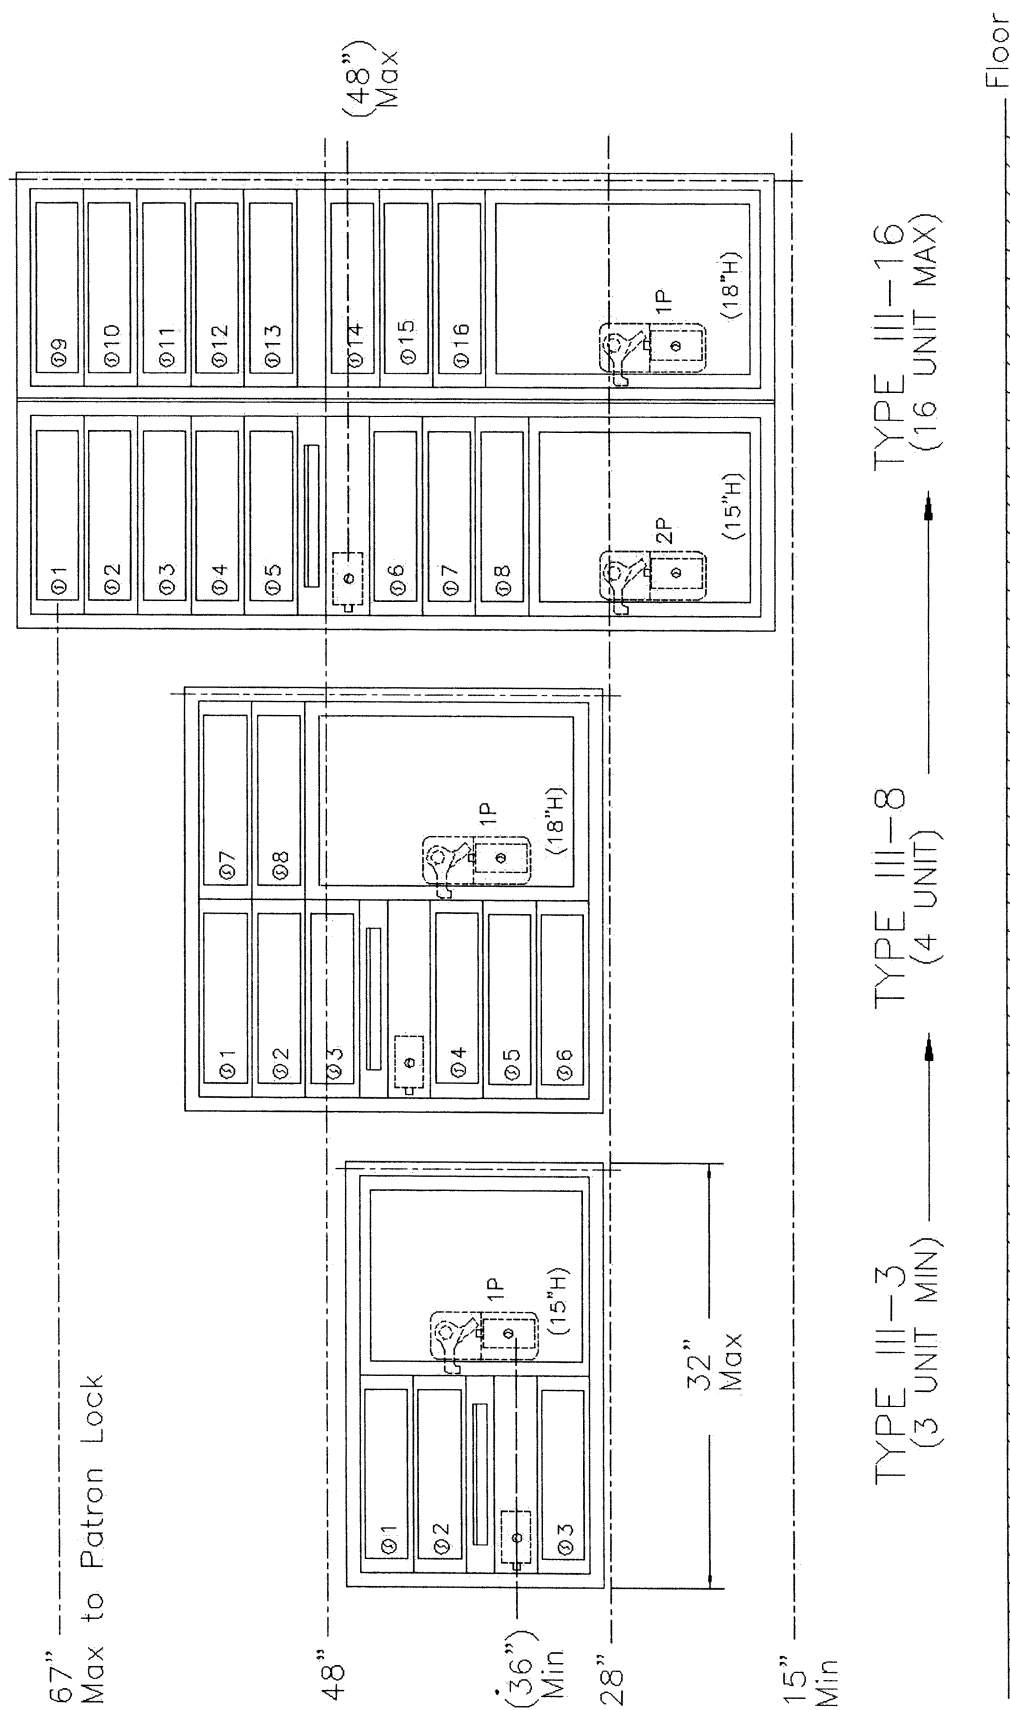 67"
Max to Patron Lock
48"
(36")
Min
28"
15"
Min
(48")
Max
1
2
3
1P
(15"H)
32"
Max
1
2
3
4
5
6
7
8
1P
(18"H)
1
2
3
4
5
6
7
8
2P
(15"H)
9
10
11
12
13
14
15
16
1P
(18"H)
TYPE III-3
(3 UNIT MIN)
TYPE III-8
(4 UNIT)
TYPE III-16
(16 UNIT MAX)
Floor